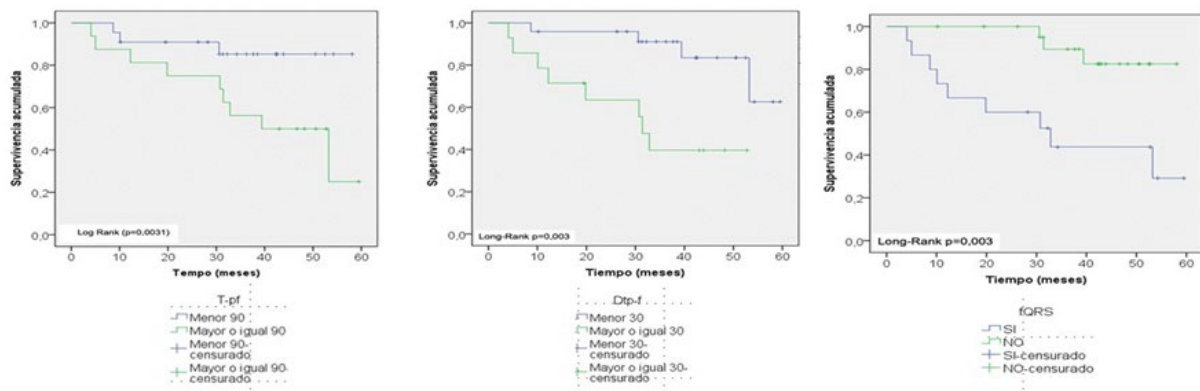 Supervivencia acumulada
1,0
0,8
0,6
0,4
0,2
0,0
Log Rank (p=0,0031)
0 10 20 30 40 50 60
Tempo (meses)
T-pf
Menor 90
Mayor o igual 90
Menor 90-
censurado
Mayor o igual 90-
censurado
Supervivencia acumulada
1,0
0,8
0,6
0,4
0,2
0,0
Long-Rank p=0,003
0 10 20 30 40 50 60
Tiempo (meses)
Dtp-f
Menor 30
Mayor o igual 30
Menor 30-
censurado
Mayor o igual 30-
censurado
Supervivencia acumulada
1,0
0,8
0,6
0,4
0,2
0,0
Long-Rank p=0,003
0 10 20 30 40 50 60
Tiempo (meses)
fQRS
SI
NO
SI-censurado
NO-censurado